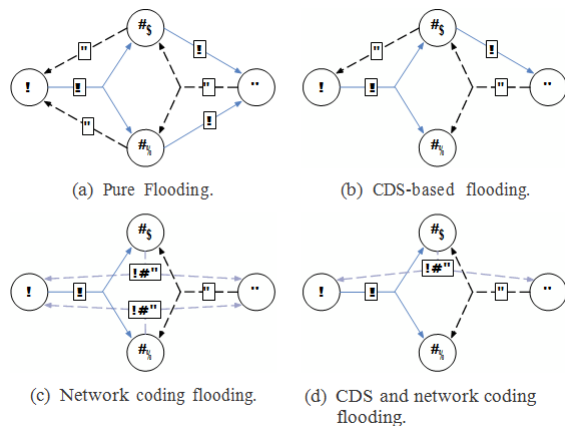 #$ #$
" ! " !
! ! " ¨ ! ! " ¨
" !
#% #%
(a) Pure Flooding. (b) CDS-based flooding.
#$ #$
!#" !#"
! ! " ¨ ! ! " ¨
!#"
#% #%
(c) Network coding flooding. (d) CDS and network coding
flooding.